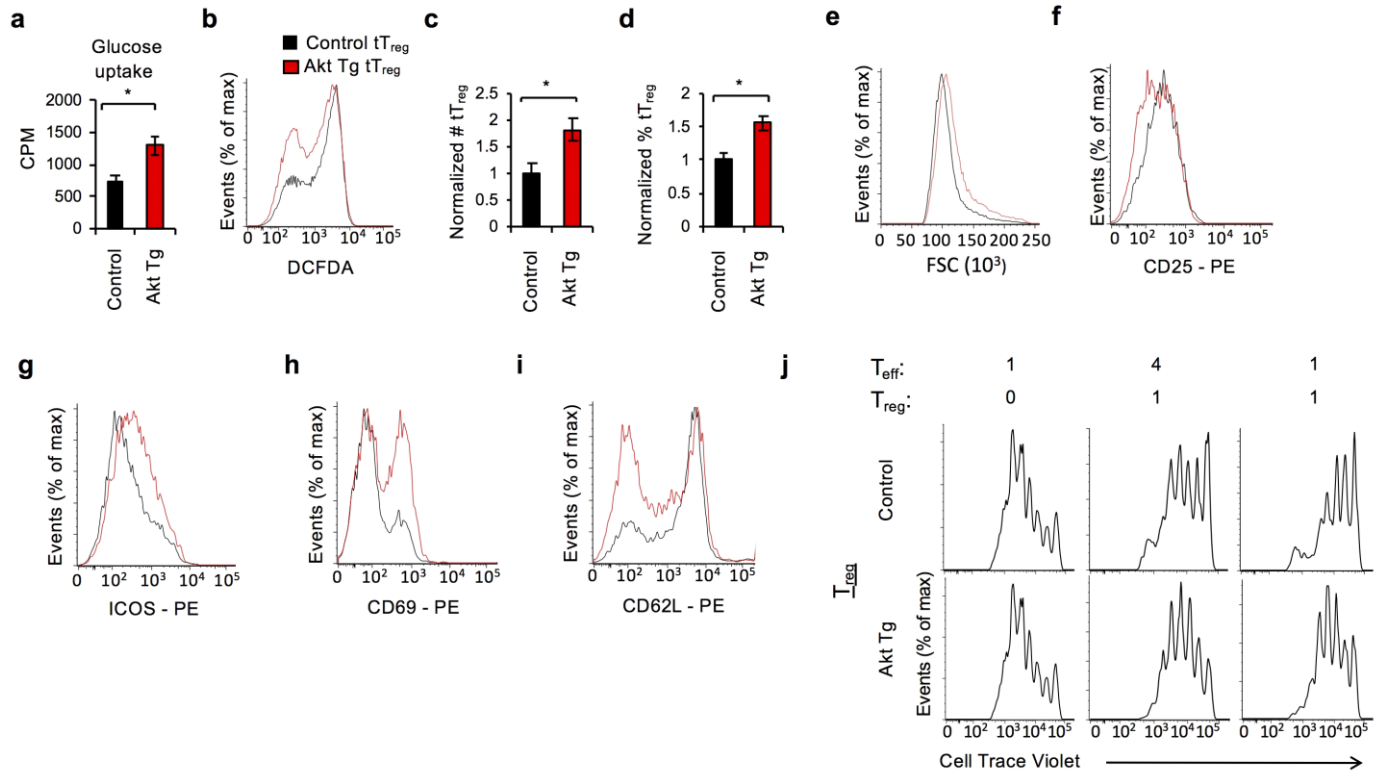 a
Glucose
uptake
*
2000
1500
1000
500
0
CPM
Control
Akt Tg
b
Control tTreg
Akt Tg tTreg
Events (% of max)
0 10² 10³ 10⁴ 10⁵
DCFDA
c
*
2.5
2
1.5
1
0.5
0
Normalized # tTreg
Control
Akt Tg
d
*
2
1.5
1
0.5
0
Normalized % tTreg
Control
Akt Tg
e
Events (% of max)
0 50 100 150 200 250
FSC (10³)
f
Events (% of max)
0 10² 10³ 10⁴ 10⁵
CD25 - PE
g
Events (% of max)
0 10² 10³ 10⁴ 10⁵
ICOS - PE
h
Events (% of max)
0 10² 10³ 10⁴ 10⁵
CD69 - PE
i
Events (% of max)
0 10² 10³ 10⁴ 10⁵
CD62L - PE
j
Teff: 1 4 1
Treg: 0 1 1
Treg
Control
Akt Tg
Events (% of max)
0 10² 10³ 10⁴ 10⁵
0 10² 10³ 10⁴ 10⁵
0 10² 10³ 10⁴ 10⁵
Cell Trace Violet